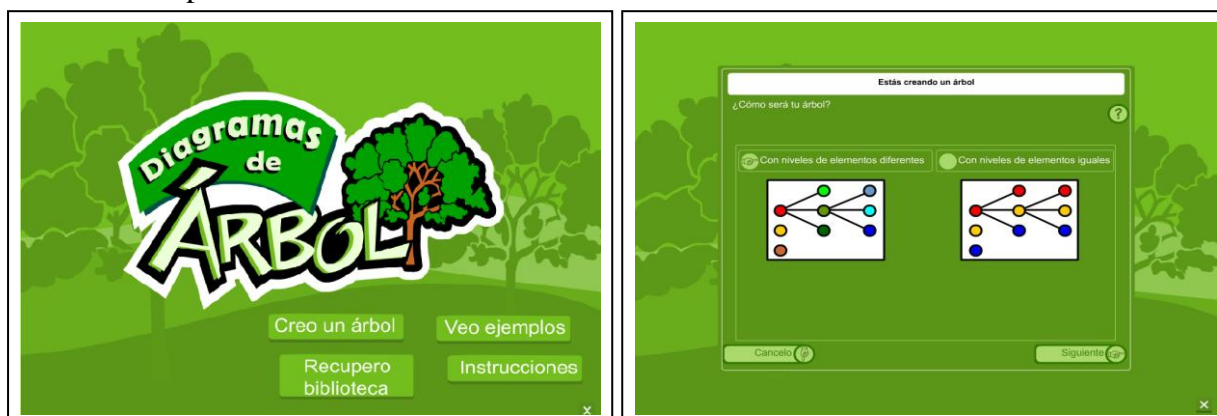 Diagramas
de
ÁRBOL
Creo un árbol
Veo ejemplos
Recupero
biblioteca
Instrucciones
x
Estás creando un árbol
¿Cómo será tu árbol?
?
Con niveles de elementos diferentes
Con niveles de elementos iguales
Cancelo
Siguiente
x